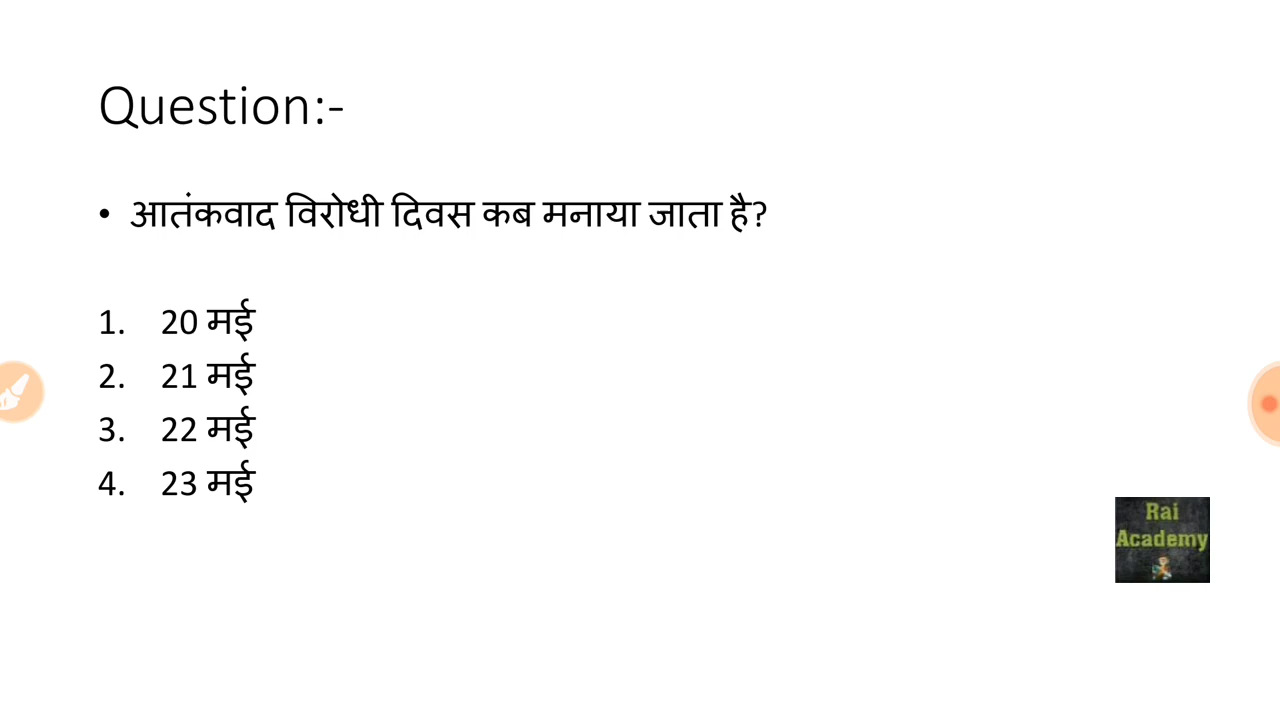 Question:-
• आतंकवाद विरोधी दिवस कब मनाया जाता है?
1. 20 मई
2. 21 मई
3. 22 मई
4. 23 मई
Rai
Academy